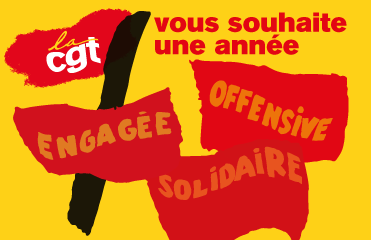 la
cgt
vous souhaite
une année
ENGAGÉE
OFFENSiVE
SOLiDAiRE